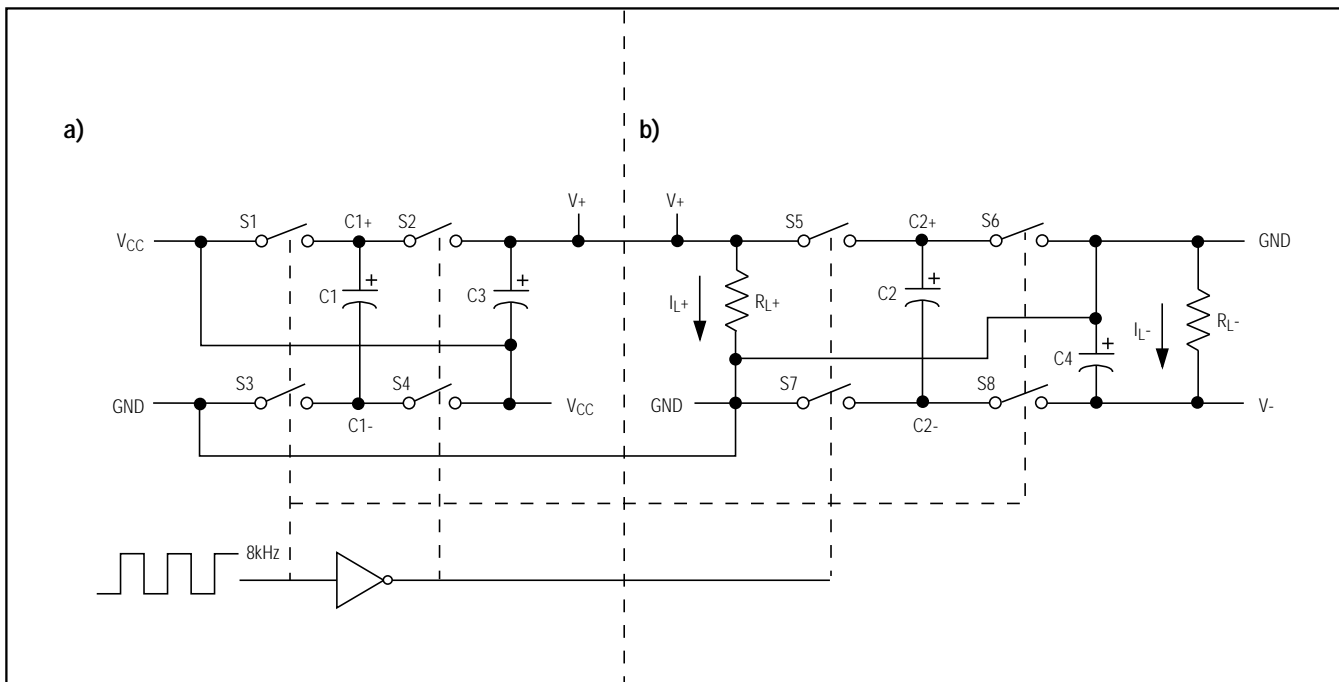 a)
b)
V+
V+
S1
C1+
S2
S5
C2+
S6
VCC
GND
+
+
+
+
C1
C3
IL+
RL+
C2
IL-
RL-
C4
S3
S4
S7
S8
GND
VCC
GND
V-
C1-
C2-
8kHz